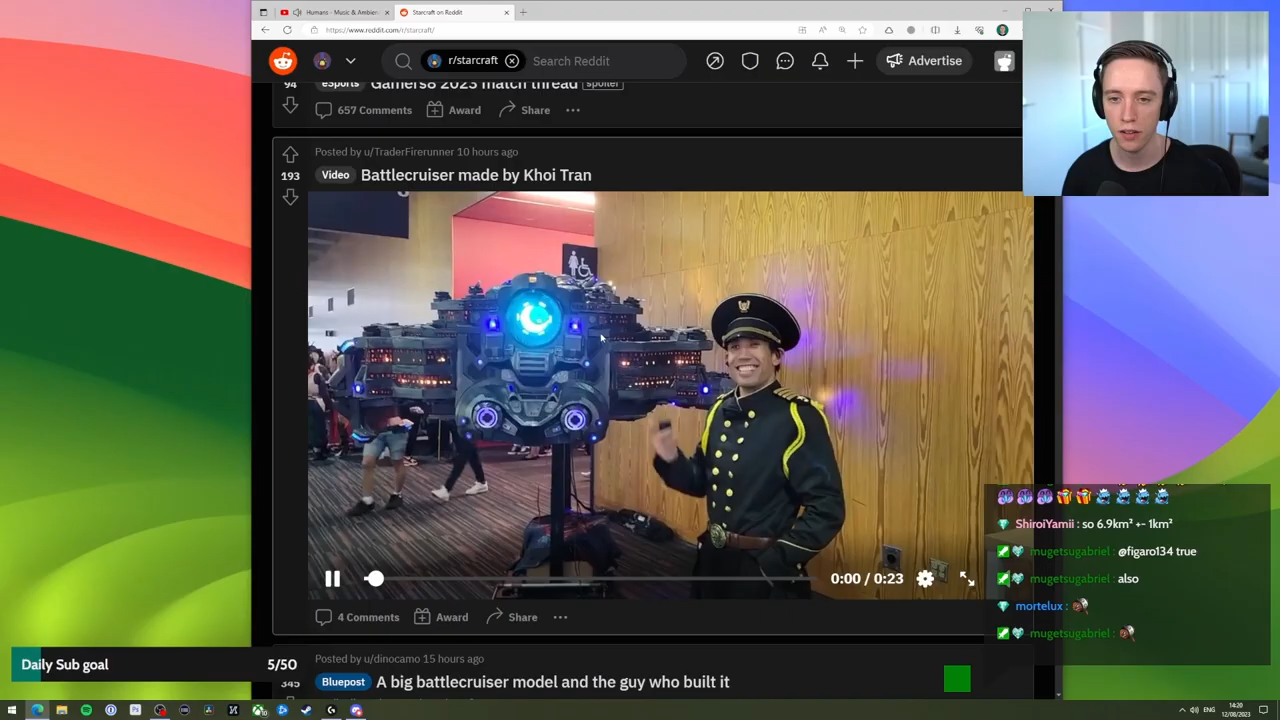 Humans - Music & Ambien
Starcraft on Reddit
https://www.reddit.com/r/starcraft/
r/starcraft
Search Reddit
Advertise
94
eSports
Gamers8 2023 match thread
spoiler
657 Comments
Award
Share
Posted by u/TraderFirerunner 10 hours ago
193
Video
Battlecruiser made by Khoi Tran
0:00 / 0:23
4 Comments
Award
Share
Posted by u/dinocamo 15 hours ago
345
Bluepost
A big battlecruiser model and the guy who built it
ShiroiYamii : so 6.9km² +- 1km²
mugetsugabriel : @figaro134 true
mugetsugabriel : also
mortelux :
mugetsugabriel :
Daily Sub goal
5/50
ENG
14:20
12/08/2023